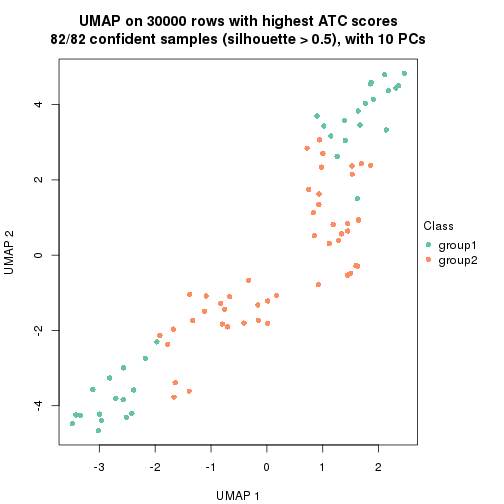 UMAP on 30000 rows with highest ATC scores
82/82 confident samples (silhouette > 0.5), with 10 PCs
4
2
0
-2
-4
UMAP 2
Class
group1
group2
-3
-2
-1
0
1
2
UMAP 1